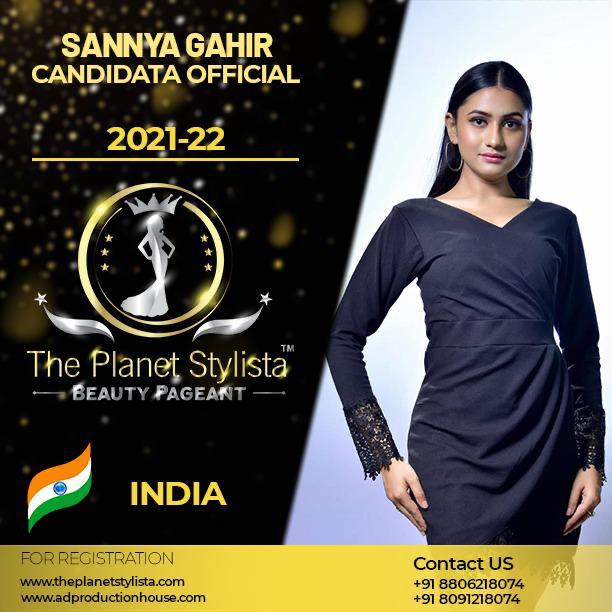 SANNYA GAHIR
CANDIDATA OFFICIAL
2021-22
The Planet Stylista™
BEAUTY PAGEANT
INDIA
FOR REGISTRATION
www.theplanetstylista.com
www.adproductionhouse.com
Contact US
+91 8806218074
+91 8091218074